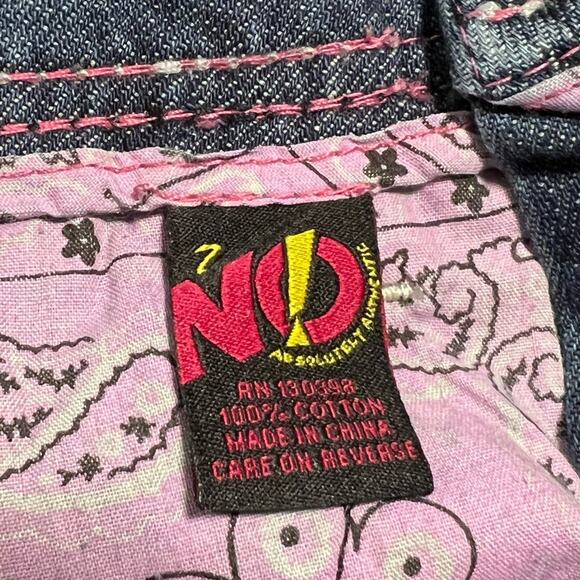 7
NO!
ABSOLUTELY AUTHENTIC
RN 130398
100% COTTON
MADE IN CHINA
CARE ON REVERSE